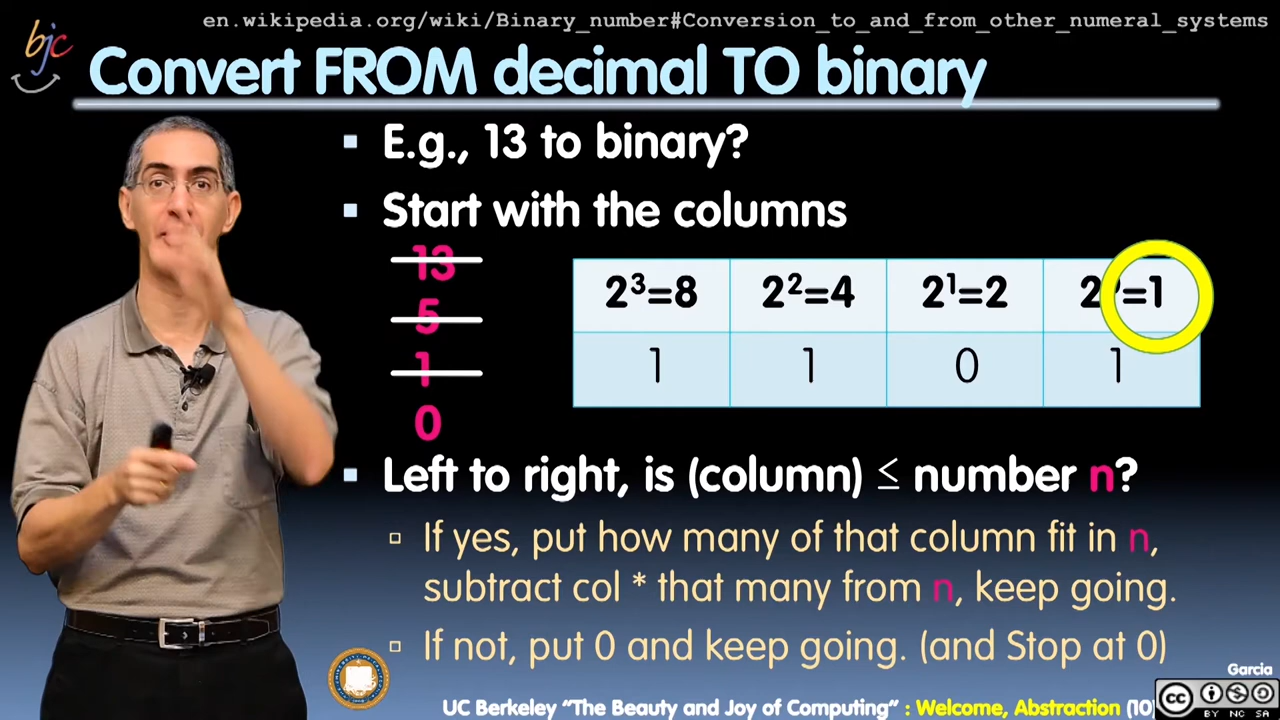 en.wikipedia.org/wiki/Binary_number#Conversion_to_and_from_other_numeral_systems
bjc
Convert FROM decimal TO binary
E.g., 13 to binary?
Start with the columns
13
5
1
0
2³=8 2²=4 2¹=2 2⁰=1
1 1 0 1
Left to right, is (column) ≤ number n?
If yes, put how many of that column fit in n,
subtract col * that many from n, keep going.
If not, put 0 and keep going. (and Stop at 0)
Garcia
UC Berkeley “The Beauty and Joy of Computing” : Welcome, Abstraction (10)
cc
BY NC SA